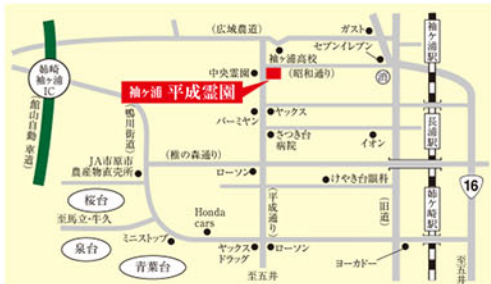 (広域農道)
ガスト
セブンイレブン
袖ヶ浦高校
袖ヶ浦駅
姉崎
袖ヶ浦
IC
中央霊園
(昭和通り)
袖ヶ浦 平成霊園
(館山自動車道)
(鴨川街道)
バーミヤン
ヤックス
さつき台
病院
イオン
長浦駅
JA市原市
農産物直売所
(椎の森通り)
ローソン
けやき台眼科
16
桜台
至馬立・牛久
Honda
cars
(平成通り)
(旧道)
姉ヶ崎駅
泉台
ミニストップ
青葉台
ヤックス
ドラッグ
ローソン
ヨーカドー
至五井
至五井